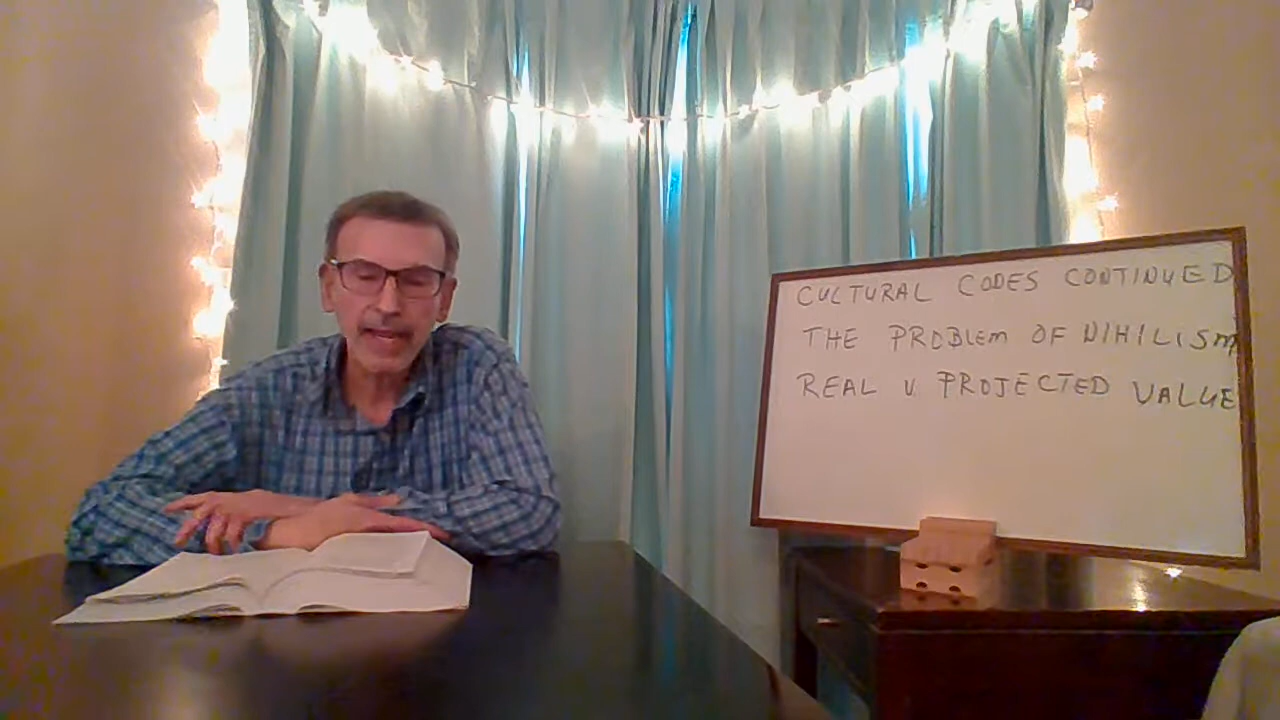 CULTURAL CODES CONTINUED
THE PROBLEM OF NIHILISM
REAL V. PROJECTED VALUE